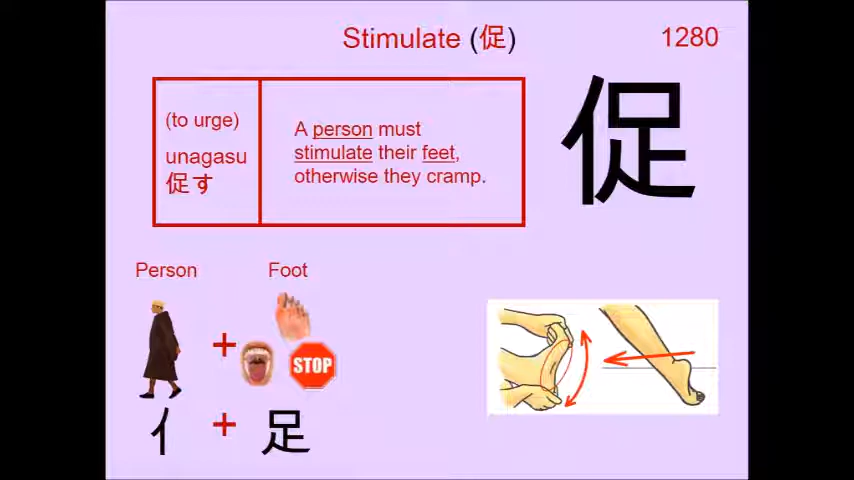 Stimulate (促)
1280
(to urge)
unagasu
促す
A person must
stimulate their feet,
otherwise they cramp.
促
Person
Foot
+
STOP
亻 + 足